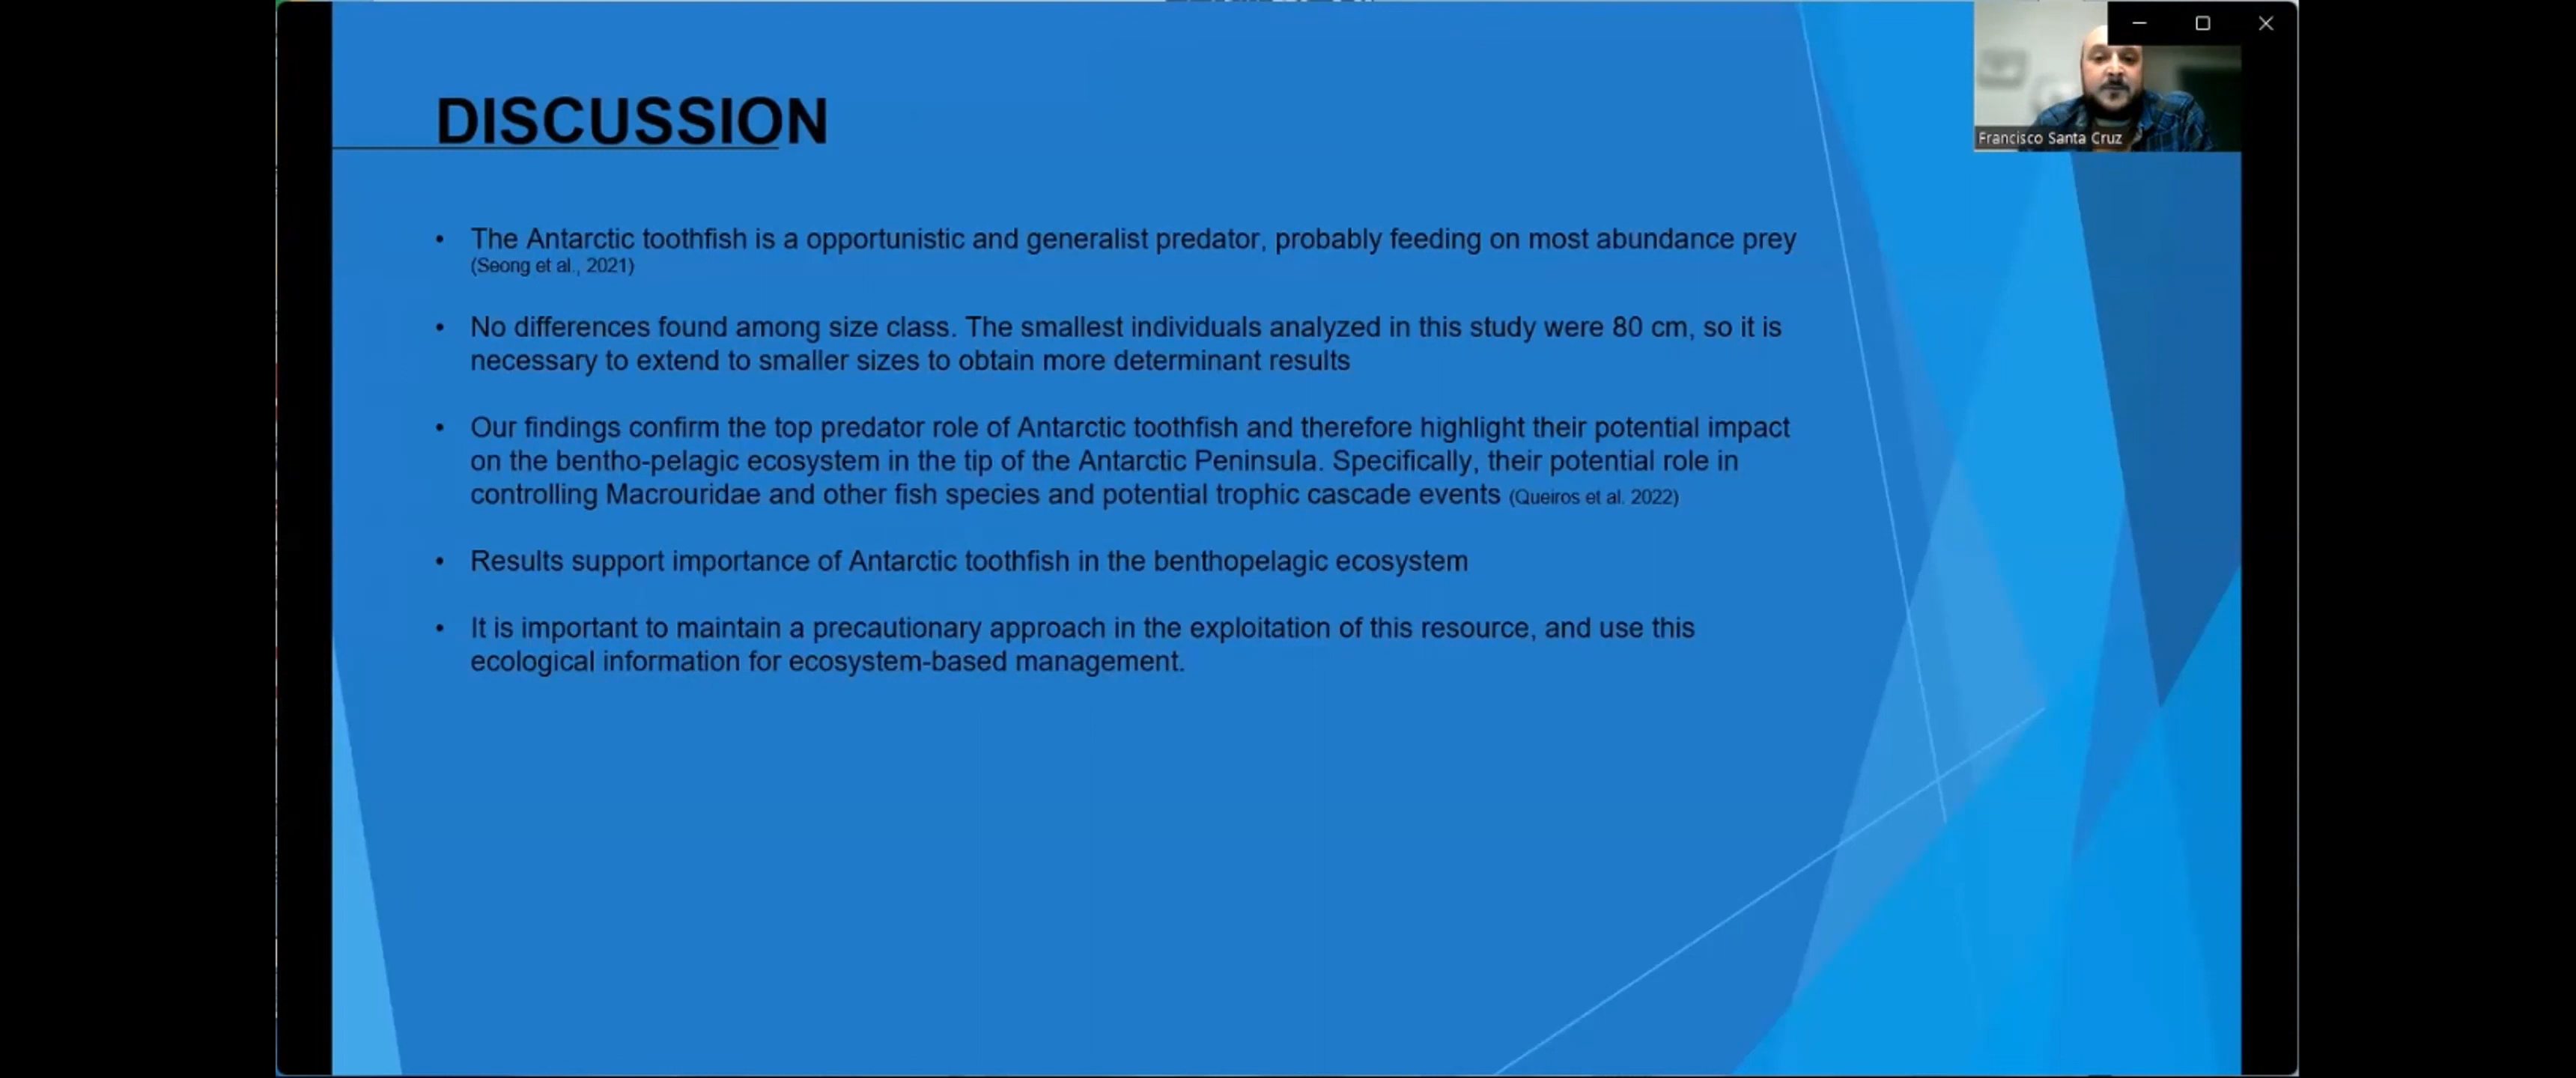 Francisco Santa Cruz
DISCUSSION
• The Antarctic toothfish is a opportunistic and generalist predator, probably feeding on most abundance prey
(Seong et al., 2021)
• No differences found among size class. The smallest individuals analyzed in this study were 80 cm, so it is
necessary to extend to smaller sizes to obtain more determinant results
• Our findings confirm the top predator role of Antarctic toothfish and therefore highlight their potential impact
on the bentho-pelagic ecosystem in the tip of the Antarctic Peninsula. Specifically, their potential role in
controlling Macrouridae and other fish species and potential trophic cascade events (Queiros et al. 2022)
• Results support importance of Antarctic toothfish in the benthopelagic ecosystem
• It is important to maintain a precautionary approach in the exploitation of this resource, and use this
ecological information for ecosystem-based management.